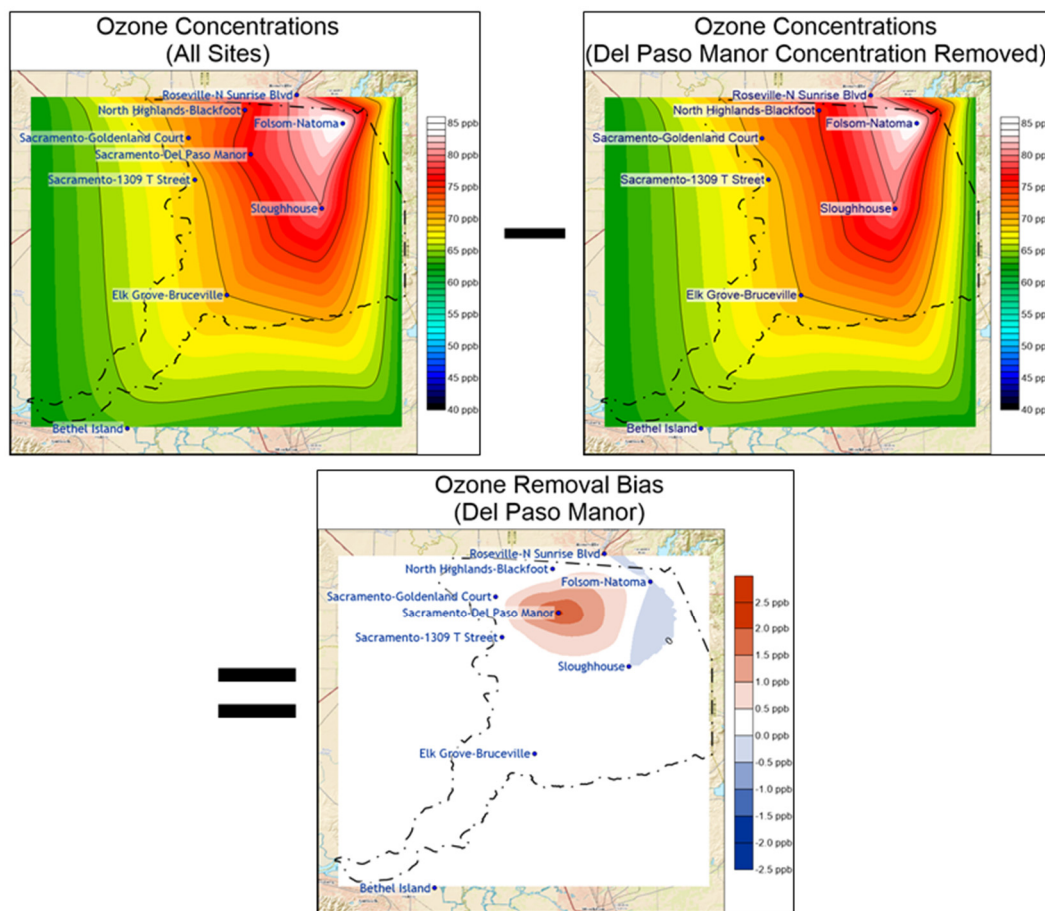 Ozone Concentrations
(All Sites)
Roseville-N Sunrise Blvd
North Highlands-Blackfoot
Folsom-Natoma
Sacramento-Goldenland Court
Sacramento-Del Paso Manor
Sacramento-1309 T Street
Sloughhouse
Elk Grove-Bruceville
Bethel Island
85 ppb
80 ppb
75 ppb
70 ppb
65 ppb
60 ppb
55 ppb
50 ppb
45 ppb
40 ppb
Ozone Concentrations
(Del Paso Manor Concentration Removed)
Roseville-N Sunrise Blvd
North Highlands-Blackfoot
Folsom-Natoma
Sacramento-Goldenland Court
Sacramento-1309 T Street
Sloughhouse
Elk Grove-Bruceville
Bethel Island
85 ppb
80 ppb
75 ppb
70 ppb
65 ppb
60 ppb
55 ppb
50 ppb
45 ppb
40 ppb
Ozone Removal Bias
(Del Paso Manor)
Roseville-N Sunrise Blvd
North Highlands-Blackfoot
Folsom-Natoma
Sacramento-Goldenland Court
Sacramento-Del Paso Manor
Sacramento-1309 T Street
0
Sloughhouse
Elk Grove-Bruceville
Bethel Island
2.5 ppb
2.0 ppb
1.5 ppb
1.0 ppb
0.5 ppb
0.0 ppb
-0.5 ppb
-1.0 ppb
-1.5 ppb
-2.0 ppb
-2.5 ppb